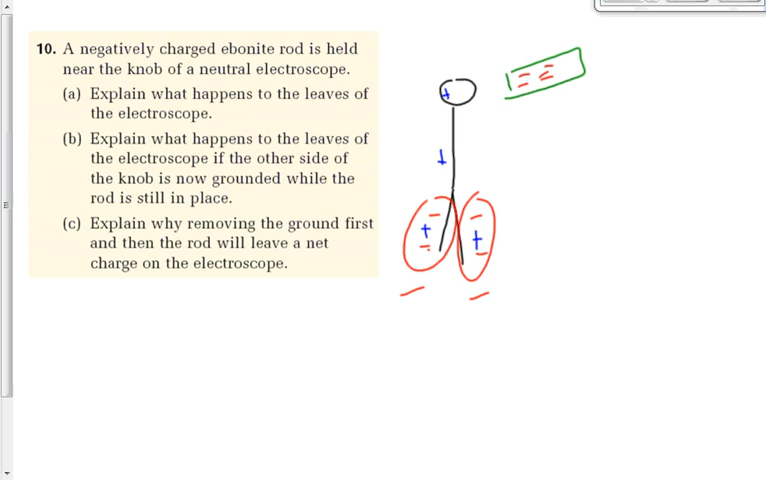 10. A negatively charged ebonite rod is held
near the knob of a neutral electroscope.
(a) Explain what happens to the leaves of
the electroscope.
(b) Explain what happens to the leaves of
the electroscope if the other side of
the knob is now grounded while the
rod is still in place.
(c) Explain why removing the ground first
and then the rod will leave a net
charge on the electroscope.
+
+
− −
+ +
− −
− −